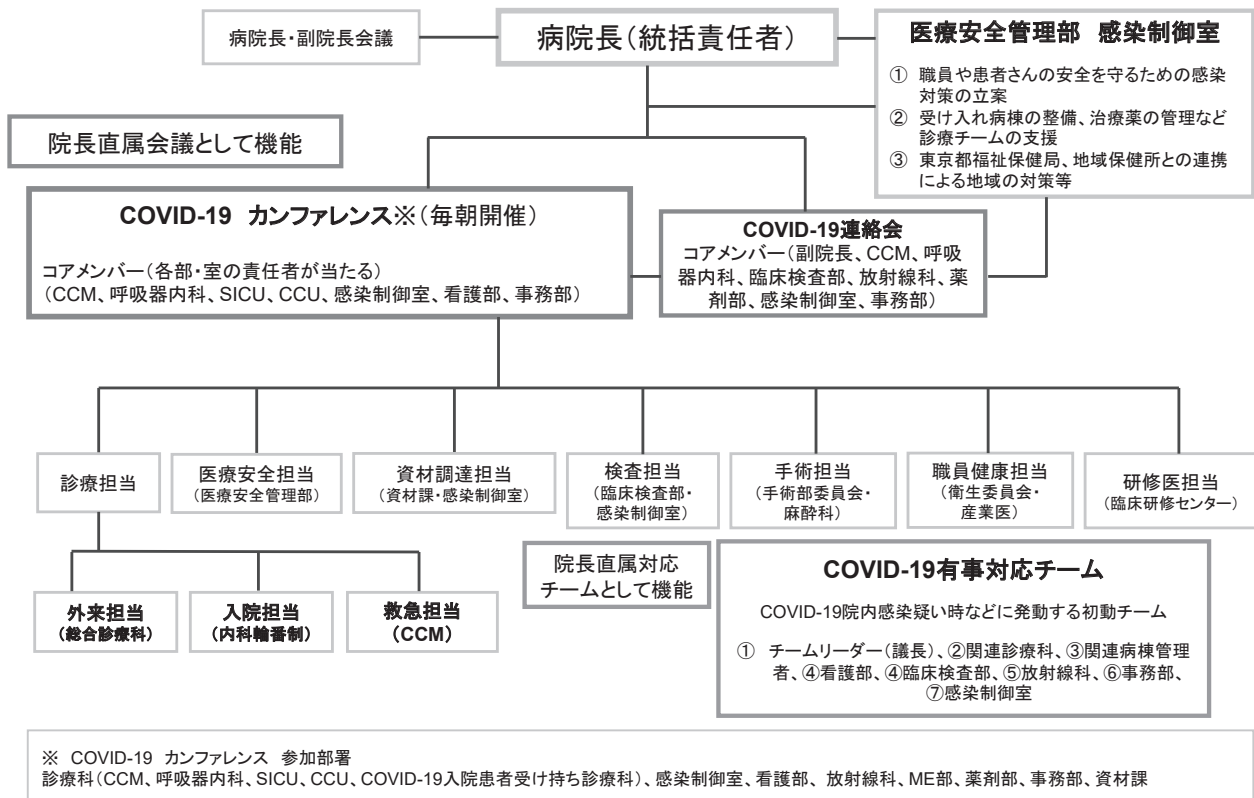 病院長・副院長会議
病院長(統括責任者)
医療安全管理部 感染制御室
① 職員や患者さんの安全を守るための感染
対策の立案
② 受け入れ病棟の整備、治療薬の管理など
診療チームの支援
③ 東京都福祉保健局、地域保健所との連携
による地域の対策等
院長直属会議として機能
COVID-19 カンファレンス※(毎朝開催)
コアメンバー(各部・室の責任者が当たる)
(CCM、呼吸器内科、SICU、CCU、感染制御室、看護部、事務部)
COVID-19連絡会
コアメンバー(副院長、CCM、呼吸
器内科、臨床検査部、放射線科、薬
剤部、感染制御室、事務部)
診療担当
医療安全担当
(医療安全管理部)
資材調達担当
(資材課・感染制御室)
検査担当
(臨床検査部・
感染制御室)
手術担当
(手術部委員会・
麻酔科)
職員健康担当
(衛生委員会・
産業医)
研修医担当
(臨床研修センター)
外来担当
(総合診療科)
入院担当
(内科輪番制)
救急担当
(CCM)
院長直属対応
チームとして機能
COVID-19有事対応チーム
COVID-19院内感染疑い時などに発動する初動チーム
① チームリーダー(議長)、②関連診療科、③関連病棟管理
者、④看護部、④臨床検査部、⑤放射線科、⑥事務部、
⑦感染制御室
※ COVID-19 カンファレンス 参加部署
診療科(CCM、呼吸器内科、SICU、CCU、COVID-19入院患者受け持ち診療科)、感染制御室、看護部、放射線科、ME部、薬剤部、事務部、資材課